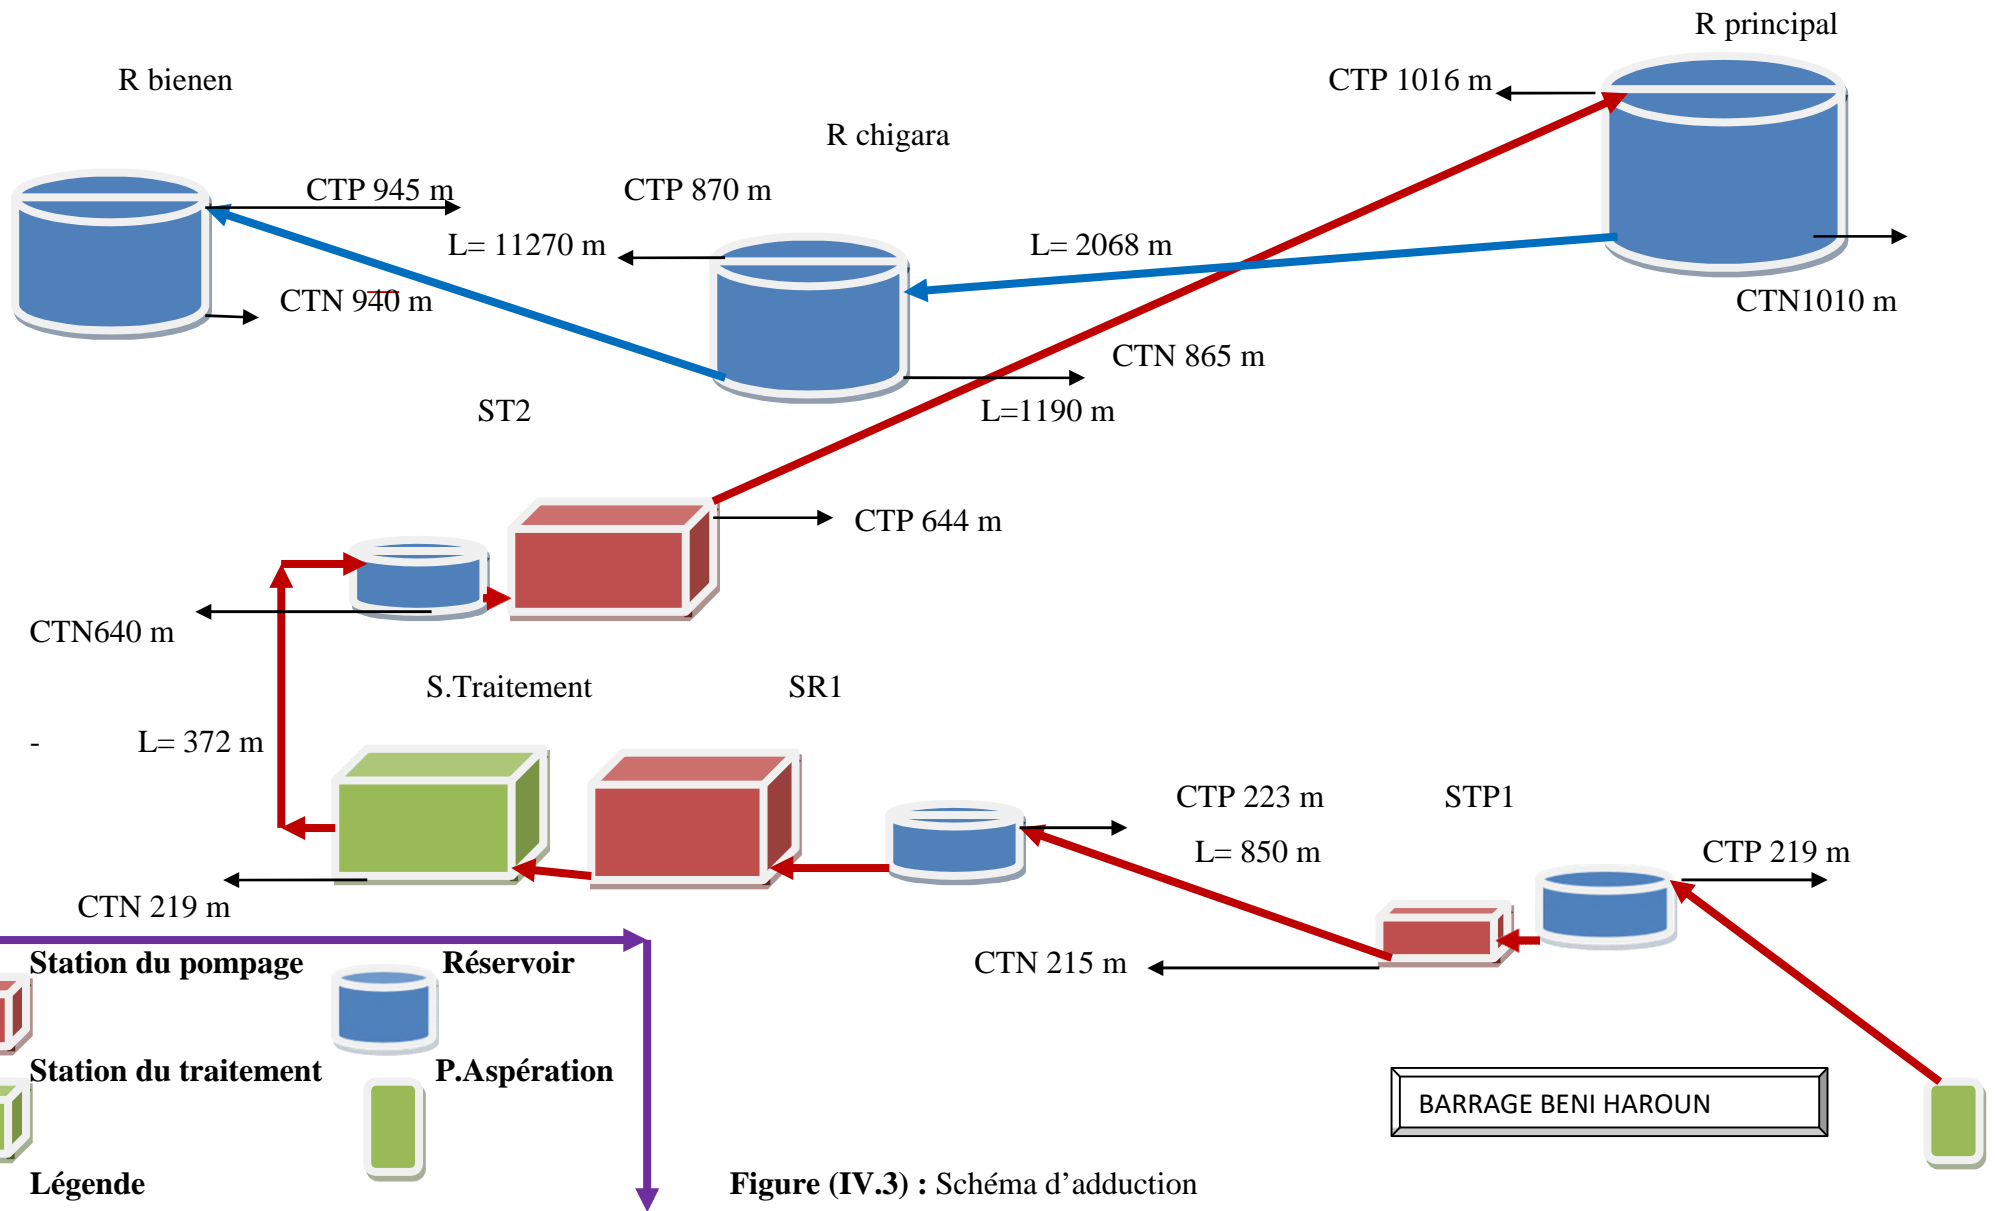 R principal
R bienen
CTP 1016 m
R chigara
CTP 945 m
CTP 870 m
L= 11270 m
L= 2068 m
CTN 940 m
CTN1010 m
CTN 865 m
ST2
L=1190 m
CTP 644 m
CTN640 m
S.Traitement
SR1
-
L= 372 m
CTP 223 m
STP1
L= 850 m
CTP 219 m
CTN 219 m
CTN 215 m
Station du pompage
Réservoir
Station du traitement
P.Aspération
BARRAGE BENI HAROUN
Légende
Figure (IV.3) : Schéma d’adduction